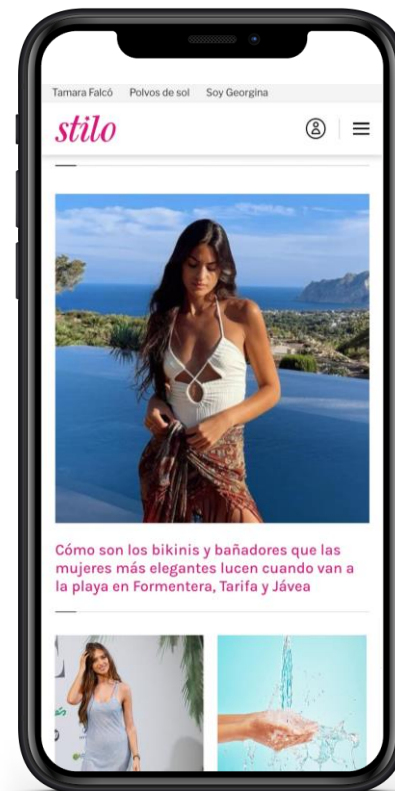 Tamara Falcó Polvos de sol Soy Georgina
stilo
Cómo son los bikinis y bañadores que las
mujeres más elegantes lucen cuando van a
la playa en Formentera, Tarifa y Jávea